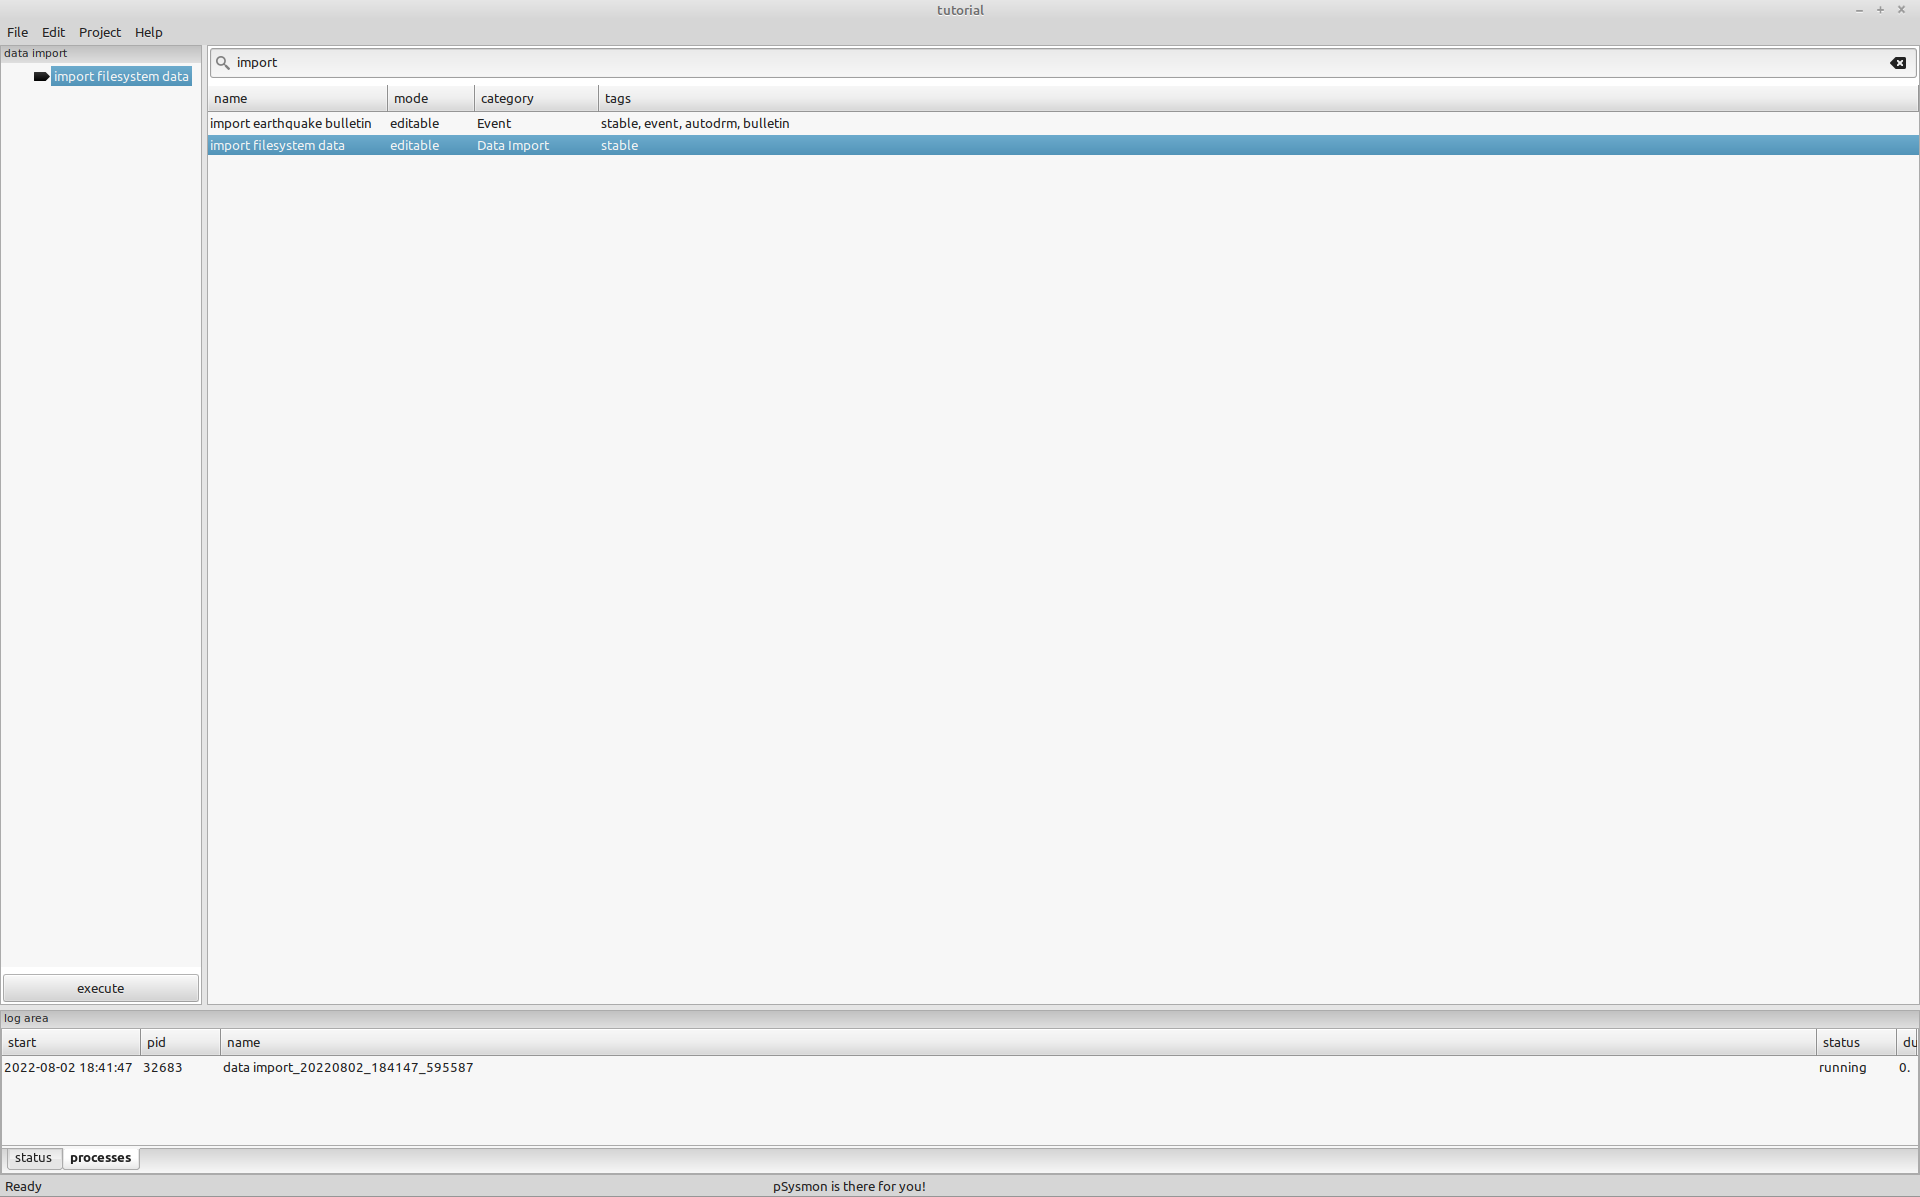 tutorial
File Edit Project Help
data import
import filesystem data
import
name mode category tags
import earthquake bulletin editable Event stable, event, autodrm, bulletin
import filesystem data editable Data Import stable
execute
log area
start pid name status du
2022-08-02 18:41:47 32683 data import_20220802_184147_595587 running 0.
status processes
Ready pSysmon is there for you!